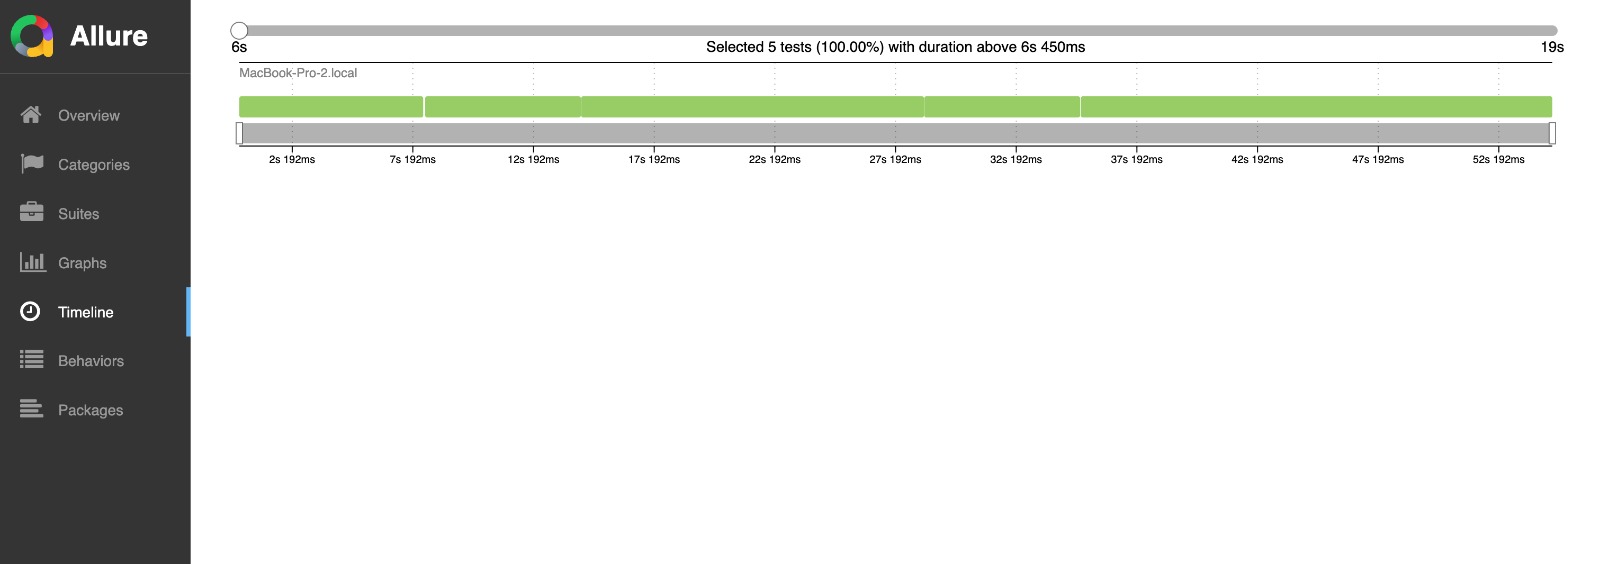 Allure
Overview
Categories
Suites
Graphs
Timeline
Behaviors
Packages
6s
Selected 5 tests (100.00%) with duration above 6s 450ms
19s
MacBook-Pro-2.local
2s 192ms 7s 192ms 12s 192ms 17s 192ms 22s 192ms 27s 192ms 32s 192ms 37s 192ms 42s 192ms 47s 192ms 52s 192ms